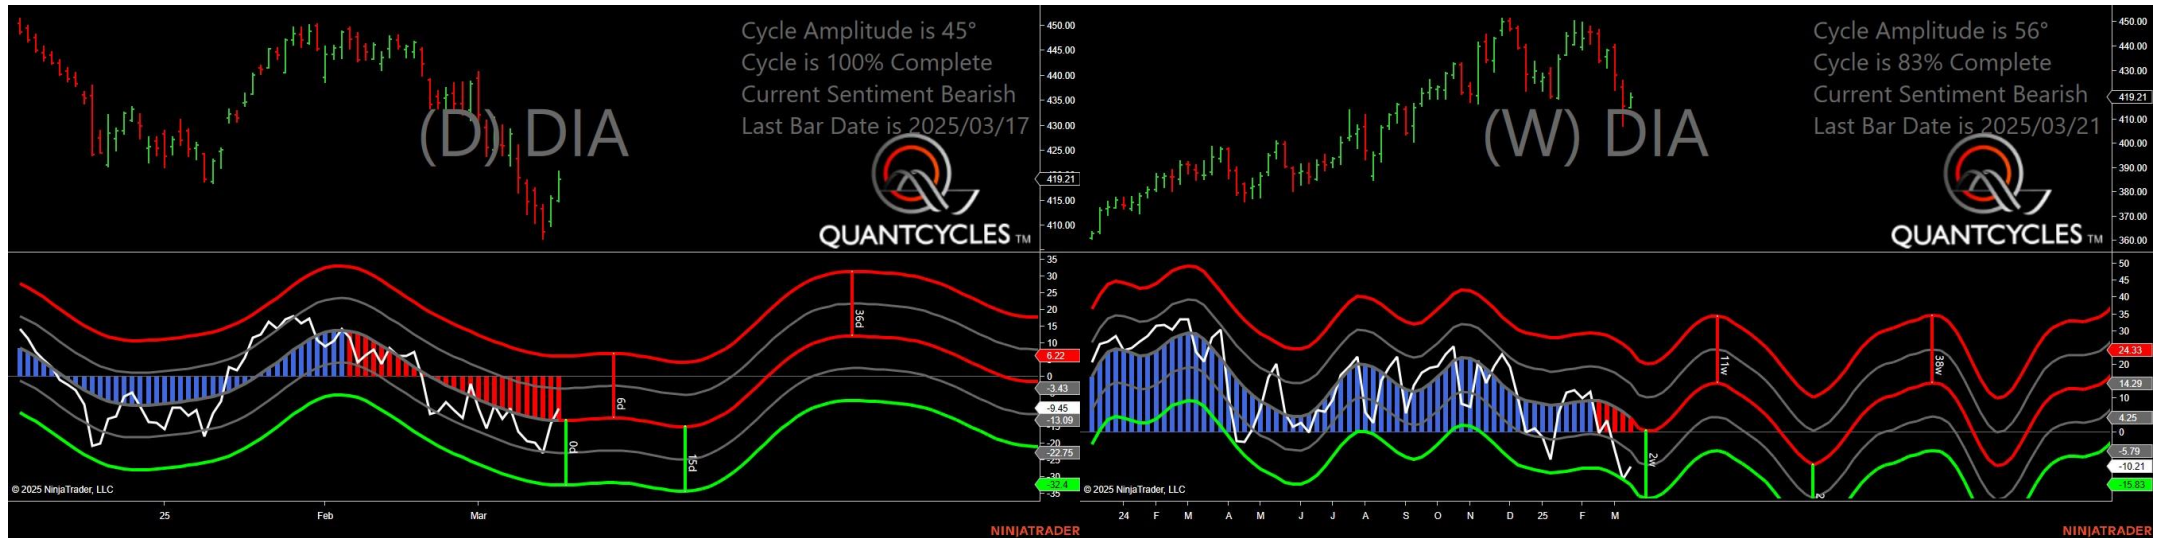 Cycle Amplitude is 45°
Cycle is 100% Complete
Current Sentiment Bearish
Last Bar Date is 2025/03/17
(D) DIA
QUANTCYCLES TM
450.00
445.00
440.00
435.00
430.00
425.00
419.21
415.00
410.00
35
30
25
20
15
10
6.22
0
-3.43
-9.45
-13.09
-15
-20
-22.75
-25
-30
-32.4
-35
36d
6d
0d
15d
© 2025 NinjaTrader, LLC
25
Feb
Mar
NINJATRADER
Cycle Amplitude is 56°
Cycle is 83% Complete
Current Sentiment Bearish
Last Bar Date is 2025/03/21
(W) DIA
QUANTCYCLES TM
450.00
440.00
430.00
419.21
410.00
400.00
390.00
380.00
370.00
360.00
50
45
40
35
30
24.33
14.29
10
4.25
0
-5.79
-10.21
-15.83
11w
38w
2w
2
© 2025 NinjaTrader, LLC
24
F
M
A
M
J
J
A
S
O
N
D
25
F
M
NINJATRADER